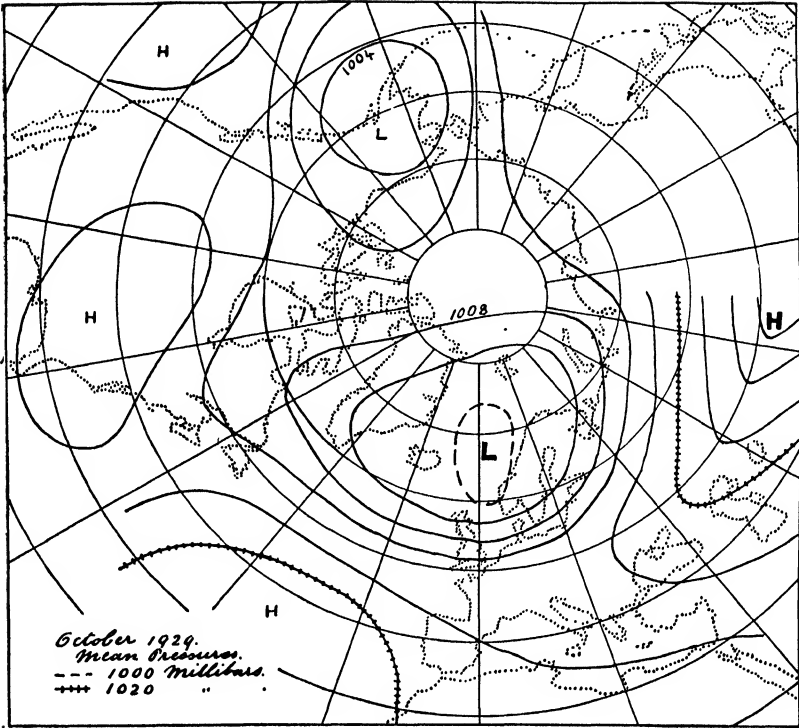 H
1004
L
H
1008
H
L
H
October 1929.
Mean Pressures.
--- 1000 Millibars.
1020 " .